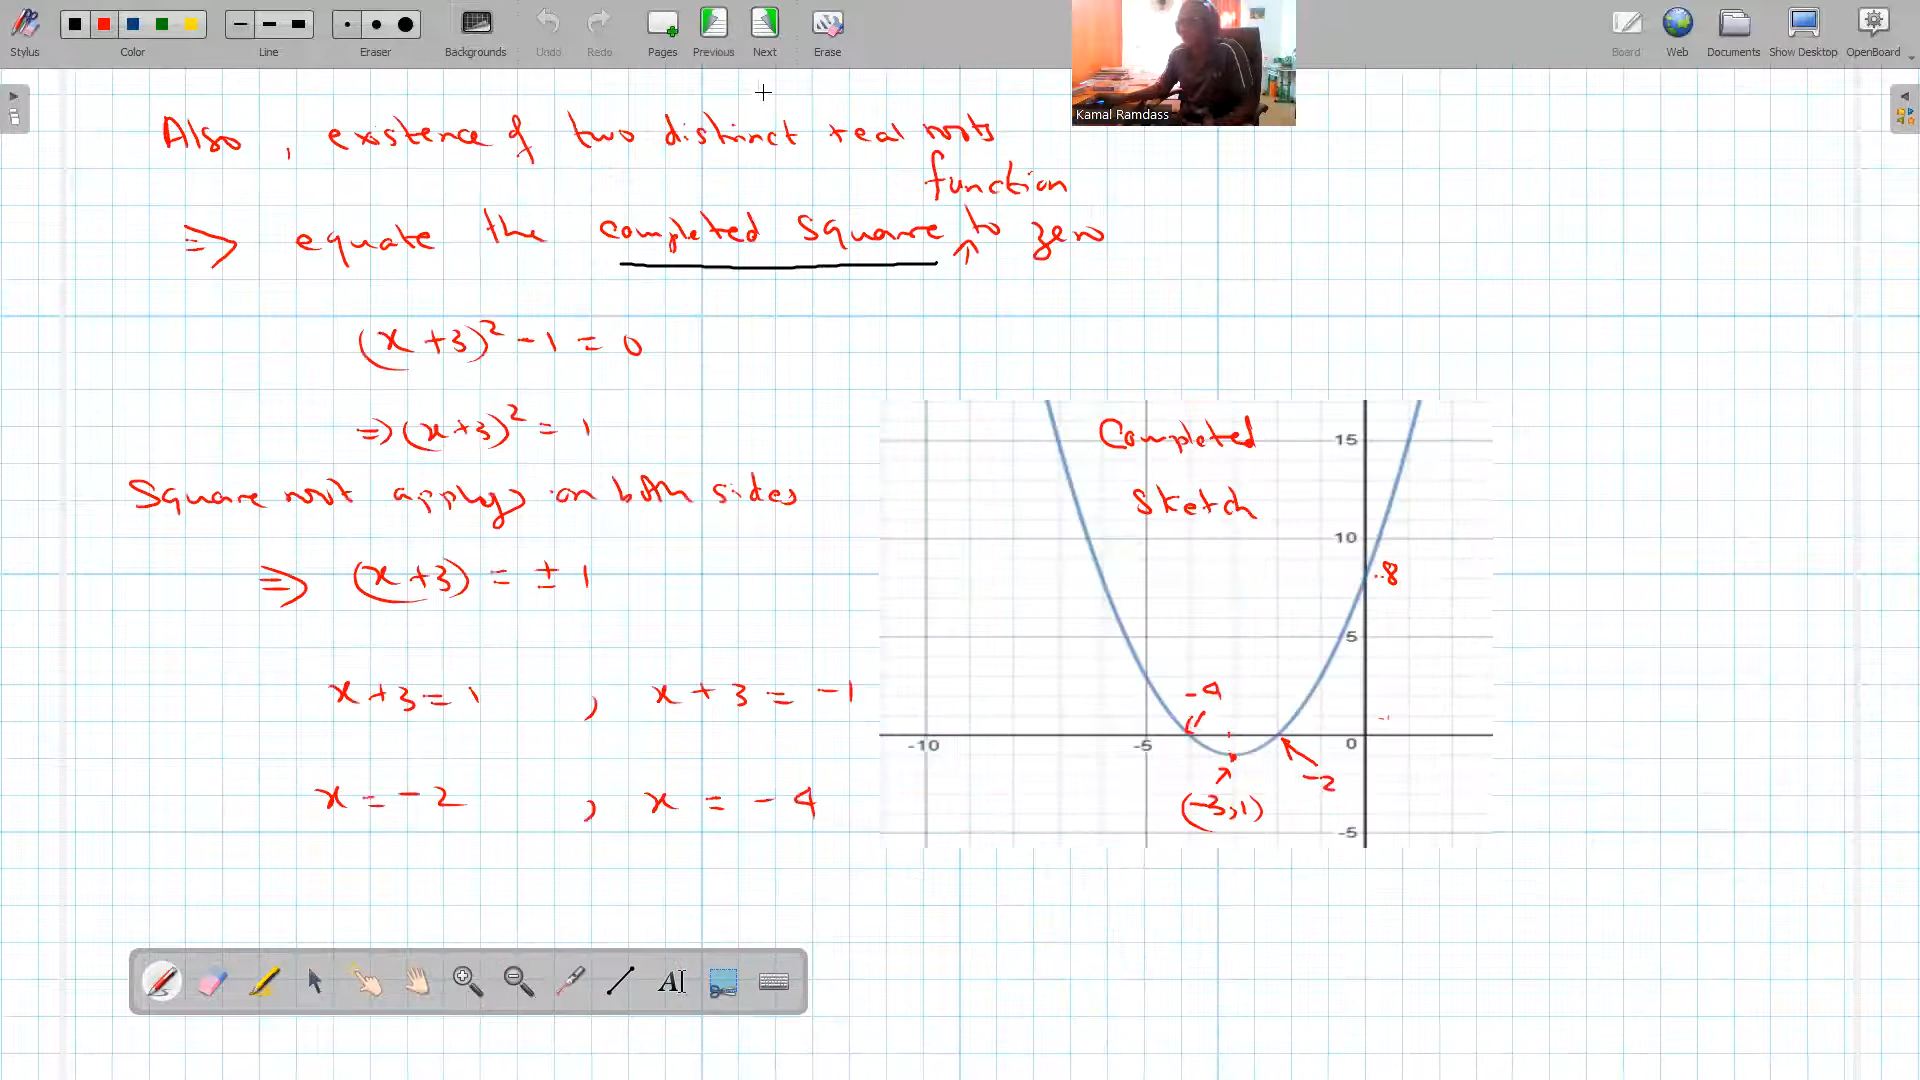 Stylus Color Line Eraser Backgrounds Undo Redo Pages Previous Next Erase Board Web Documents Show Desktop OpenBoard
Kamal Ramdass
Also, existence of two distinct real roots
function
⇒ equate the completed square ↑ to zero
(x+3)² - 1 = 0
⇒ (x+3)² = 1
Square root applys on both sides
⇒ (x+3) = ± 1
x+3 = 1 , x+3 = -1
x = -2 , x = -4
Completed
Sketch
15
10
8
5
-4
-10 -5 0
-2
(-3,1)
-5